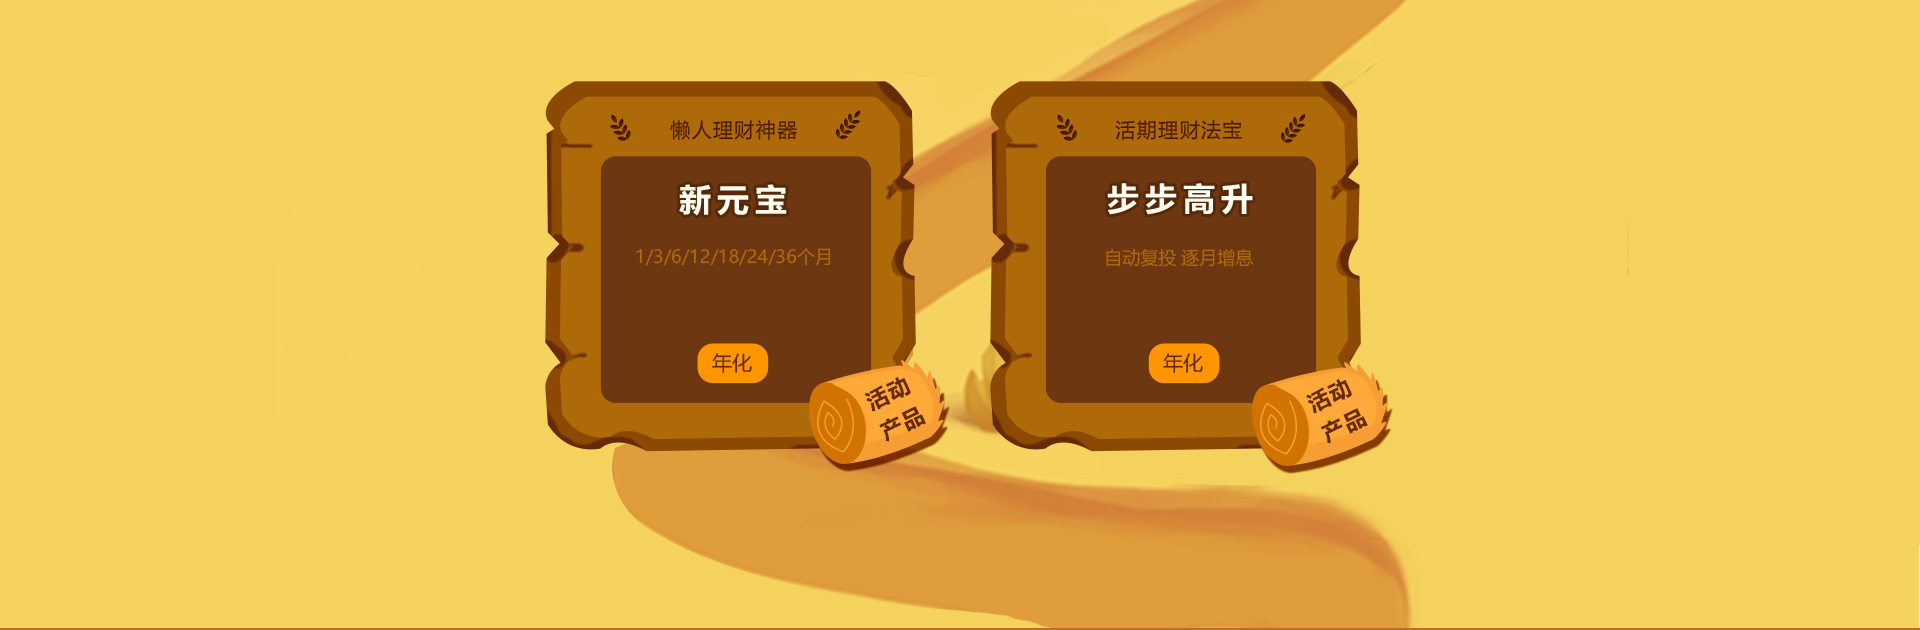 懒人理财神器
新元宝
1/3/6/12/18/24/36个月
年化
活动
产品
活期理财法宝
步步高升
自动复投 逐月增息
年化
活动
产品